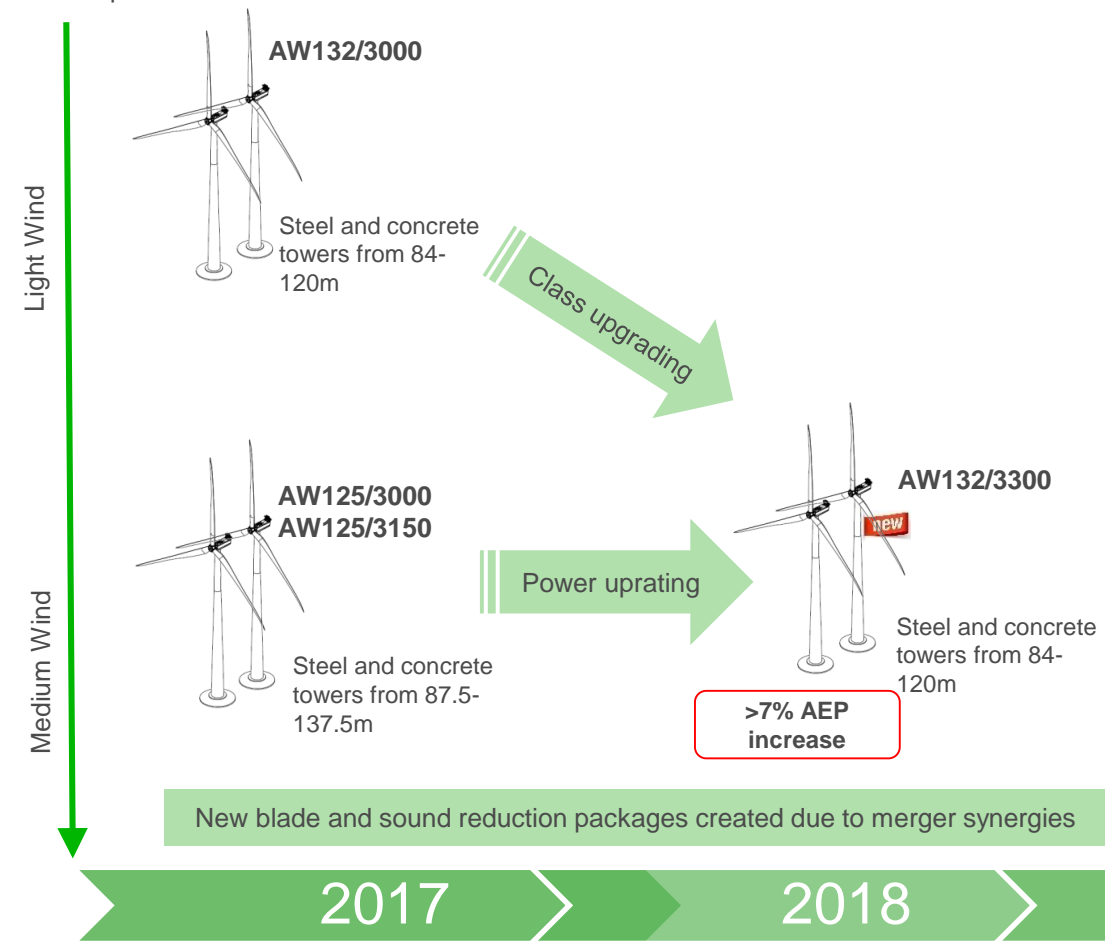 AW132/3000
Steel and concrete
towers from 84-
120m
Light Wind
Class upgrading
AW125/3000
AW125/3150
Steel and concrete
towers from 87.5-
137.5m
Medium Wind
Power uprating
AW132/3300
new
Steel and concrete
towers from 84-
120m
>7% AEP
increase
New blade and sound reduction packages created due to merger synergies
2017
2018